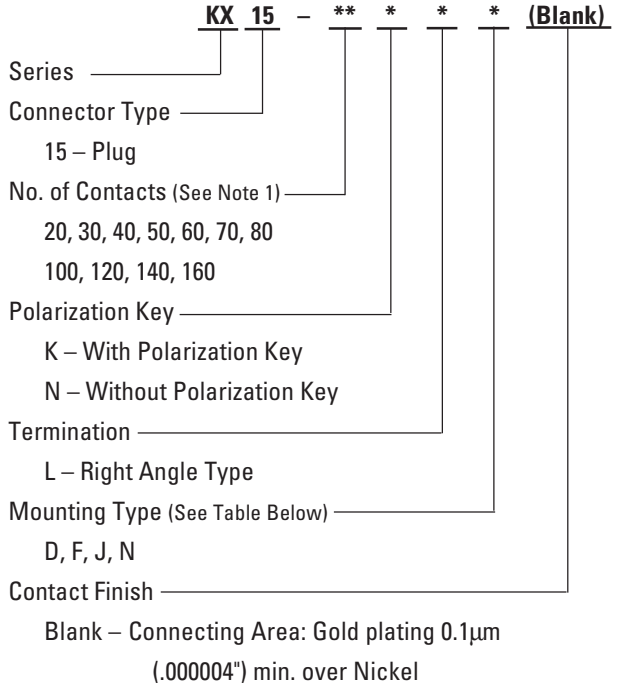 KX 15 – ** * * * (Blank)
Series
Connector Type
15 – Plug
No. of Contacts (See Note 1)
20, 30, 40, 50, 60, 70, 80
100, 120, 140, 160
Polarization Key
K – With Polarization Key
N – Without Polarization Key
Termination
L – Right Angle Type
Mounting Type (See Table Below)
D, F, J, N
Contact Finish
Blank – Connecting Area: Gold plating 0.1μm
(.000004") min. over Nickel